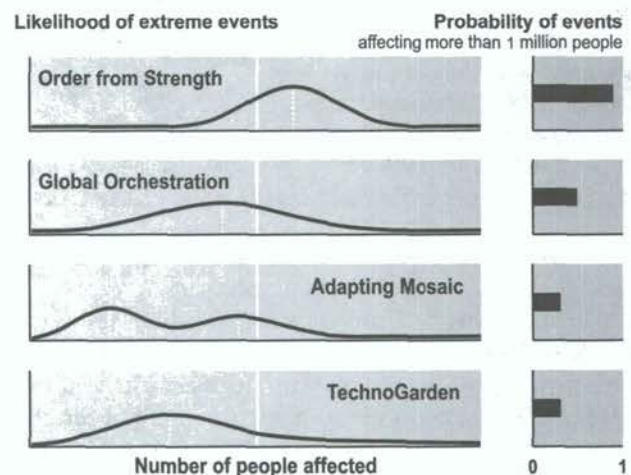 Likelihood of extreme events
Probability of events
affecting more than 1 million people
Order from Strength
Global Orchestration
Adapting Mosaic
TechnoGarden
Number of people affected
0 1